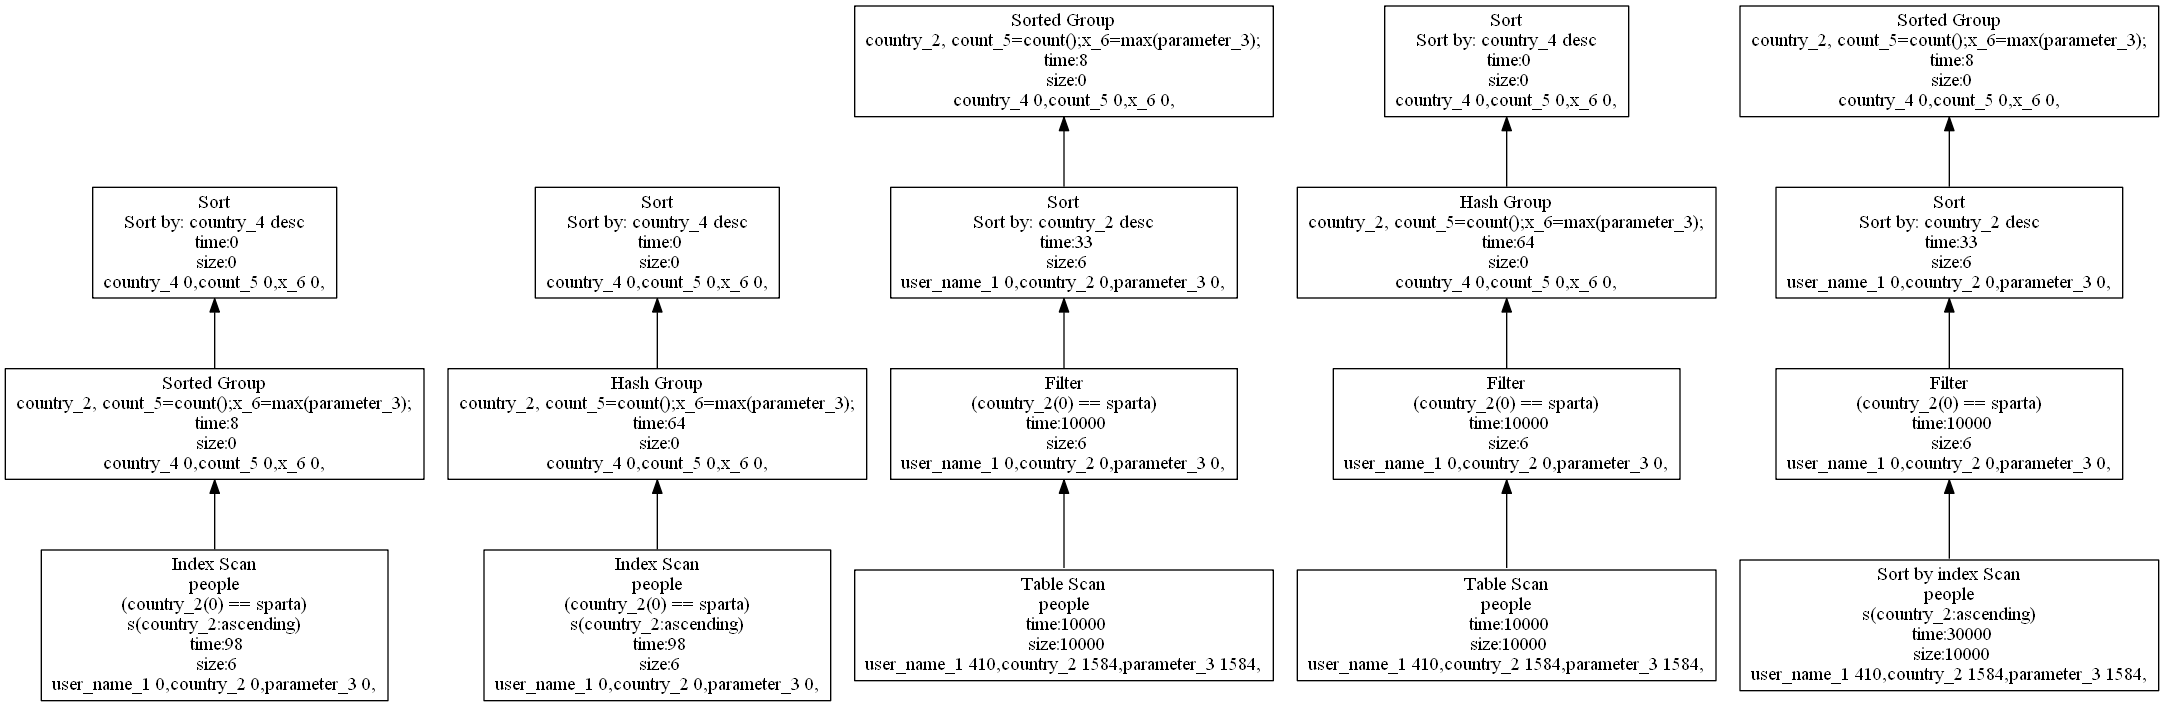 Sorted Group
country_2, count_5=count();x_6=max(parameter_3);
time:8
size:0
country_4 0,count_5 0,x_6 0,
Sort
Sort by: country_4 desc
time:0
size:0
country_4 0,count_5 0,x_6 0,
Sorted Group
country_2, count_5=count();x_6=max(parameter_3);
time:8
size:0
country_4 0,count_5 0,x_6 0,
Sort
Sort by: country_4 desc
time:0
size:0
country_4 0,count_5 0,x_6 0,
Sort
Sort by: country_4 desc
time:0
size:0
country_4 0,count_5 0,x_6 0,
Sort
Sort by: country_2 desc
time:33
size:6
user_name_1 0,country_2 0,parameter_3 0,
Hash Group
country_2, count_5=count();x_6=max(parameter_3);
time:64
size:0
country_4 0,count_5 0,x_6 0,
Sort
Sort by: country_2 desc
time:33
size:6
user_name_1 0,country_2 0,parameter_3 0,
Sorted Group
country_2, count_5=count();x_6=max(parameter_3);
time:8
size:0
country_4 0,count_5 0,x_6 0,
Hash Group
country_2, count_5=count();x_6=max(parameter_3);
time:64
size:0
country_4 0,count_5 0,x_6 0,
Filter
(country_2(0) == sparta)
time:10000
size:6
user_name_1 0,country_2 0,parameter_3 0,
Filter
(country_2(0) == sparta)
time:10000
size:6
user_name_1 0,country_2 0,parameter_3 0,
Filter
(country_2(0) == sparta)
time:10000
size:6
user_name_1 0,country_2 0,parameter_3 0,
Index Scan
people
(country_2(0) == sparta)
s(country_2:ascending)
time:98
size:6
user_name_1 0,country_2 0,parameter_3 0,
Index Scan
people
(country_2(0) == sparta)
s(country_2:ascending)
time:98
size:6
user_name_1 0,country_2 0,parameter_3 0,
Table Scan
people
time:10000
size:10000
user_name_1 410,country_2 1584,parameter_3 1584,
Table Scan
people
time:10000
size:10000
user_name_1 410,country_2 1584,parameter_3 1584,
Sort by index Scan
people
s(country_2:ascending)
time:30000
size:10000
user_name_1 410,country_2 1584,parameter_3 1584,